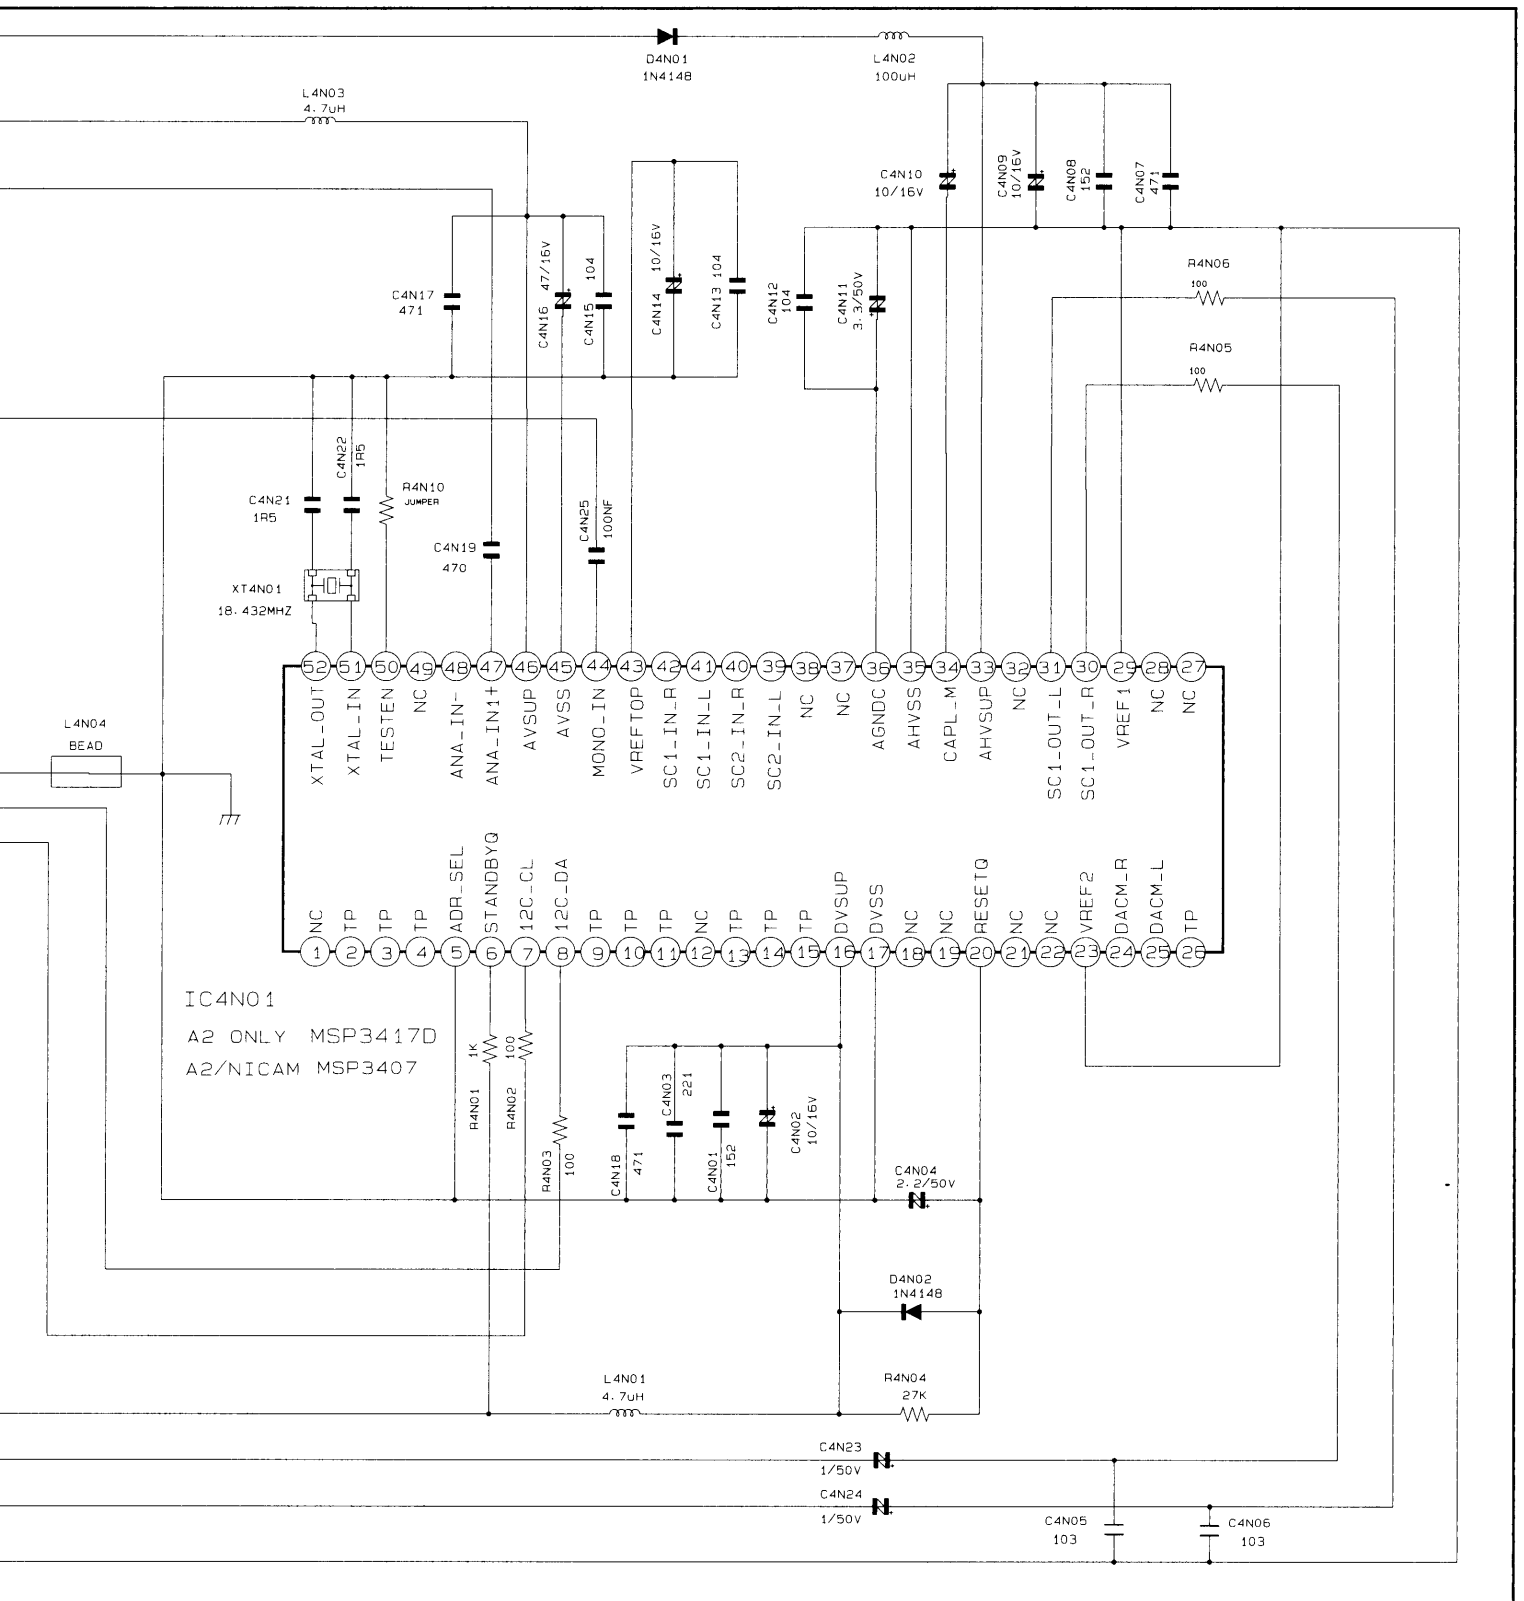 D4N01
1N4148
L4N02
100uH
L4N03
4.7uH
C4N10
10/16V
C4N09
10/16V
C4N08
152
C4N07
471
C4N17
471
C4N16
47/16V
C4N15
104
C4N14
10/16V
C4N13
104
C4N12
104
C4N11
3.3/50V
R4N06
100
R4N05
100
C4N21
1R5
C4N22
1R5
R4N10
JUMPER
C4N19
470
C4N25
100NF
XT4N01
18.432MHZ
52 51 50 49 48 47 46 45 44 43 42 41 40 39 38 37 36 35 34 33 32 31 30 29 28 27
XTAL_OUT
XTAL_IN
TESTEN
NC
ANA_IN-
ANA_IN1+
AVSUP
AVSS
MONO_IN
VREFTOP
SC1_IN_R
SC1_IN_L
SC2_IN_R
SC2_IN_L
NC
NC
AGNDC
AHVSS
CAPL_M
AHVSUP
NC
SC1_OUT_L
SC1_OUT_R
VREF1
NC
NC
L4N04
BEAD
NC
TP
TP
TP
ADR_SEL
STANDBYQ
12C_CL
12C_DA
TP
TP
TP
NC
TP
TP
TP
DVSUP
DVSS
NC
NC
RESETQ
NC
NC
VREF2
DACM_R
DACM_L
TP
1 2 3 4 5 6 7 8 9 10 11 12 13 14 15 16 17 18 19 20 21 22 23 24 25 26
IC4N01
A2 ONLY MSP3417D
A2/NICAM MSP3407
R4N01
1K
R4N02
100
R4N03
100
C4N18
471
C4N03
221
C4N01
152
C4N02
10/16V
C4N04
2.2/50V
D4N02
1N4148
L4N01
4.7uH
R4N04
27K
C4N23
1/50V
C4N24
1/50V
C4N05
103
C4N06
103